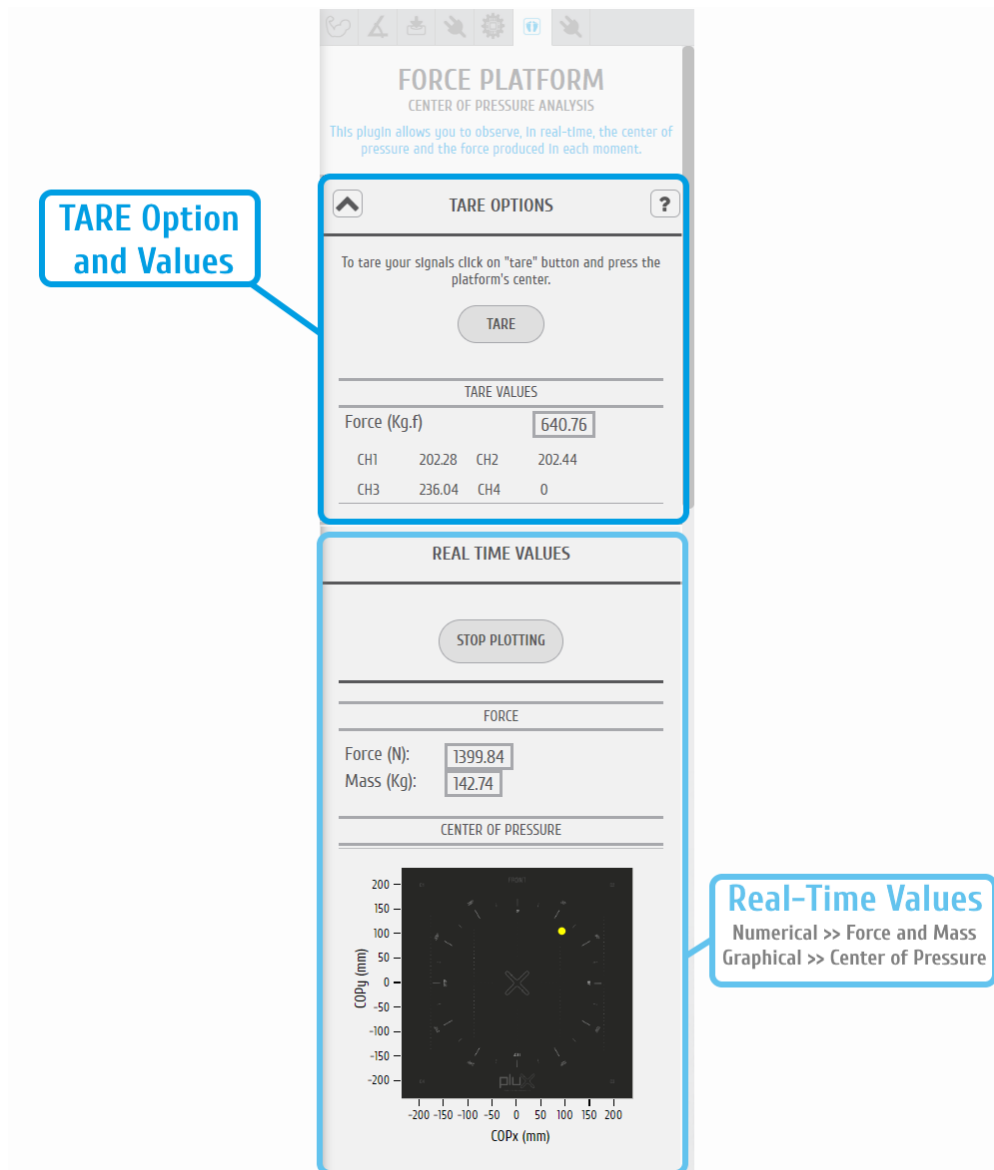 FORCE PLATFORM
CENTER OF PRESSURE ANALYSIS
This plugin allows you to observe, in real-time, the center of
pressure and the force produced in each moment.
TARE Option
and Values
TARE OPTIONS
?
To tare your signals click on "tare" button and press the
platform's center.
TARE
TARE VALUES
Force (Kg.f) 640.76
CH1 202.28 CH2 202.44
CH3 236.04 CH4 0
REAL TIME VALUES
STOP PLOTTING
FORCE
Force (N): 1399.84
Mass (Kg): 142.74
CENTER OF PRESSURE
Real-Time Values
Numerical >> Force and Mass
Graphical >> Center of Pressure
COPy (mm)
200
150
100
50
0
-50
-100
-150
-200
FRONT
plux
-200 -150 -100 -50 0 50 100 150 200
COPx (mm)